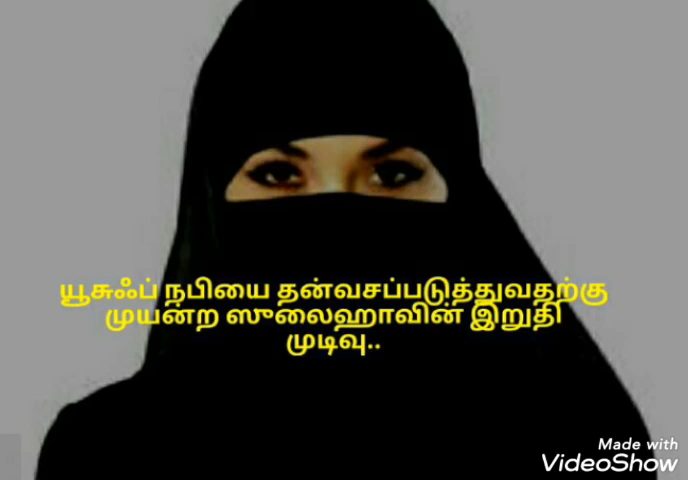 யூசுஃப் நபியை தன்வசப்படுத்துவதற்கு
முயன்ற ஸுலைஹாவின் இறுதி
முடிவு..
Made with
VideoShow